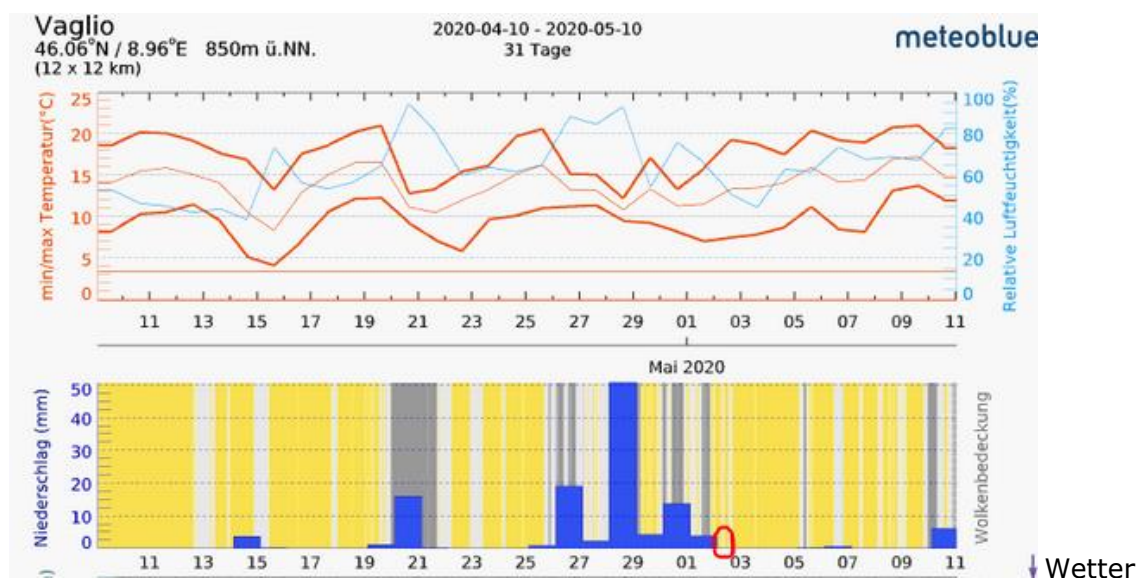 Vaglio
46.06°N / 8.96°E 850m ü.NN.
(12 x 12 km)
2020-04-10 - 2020-05-10
31 Tage
meteoblue
min/max Temperatur(°C)
25
20
15
10
5
0
Relative Luftfeuchtigkeit(%)
100
80
60
40
20
0
11 13 15 17 19 21 23 25 27 29 01 03 05 07 09 11
Mai 2020
Niederschlag (mm)
50
40
30
20
10
0
Wolkenbedeckung
11 13 15 17 19 21 23 25 27 29 01 03 05 07 09 11
Wetter